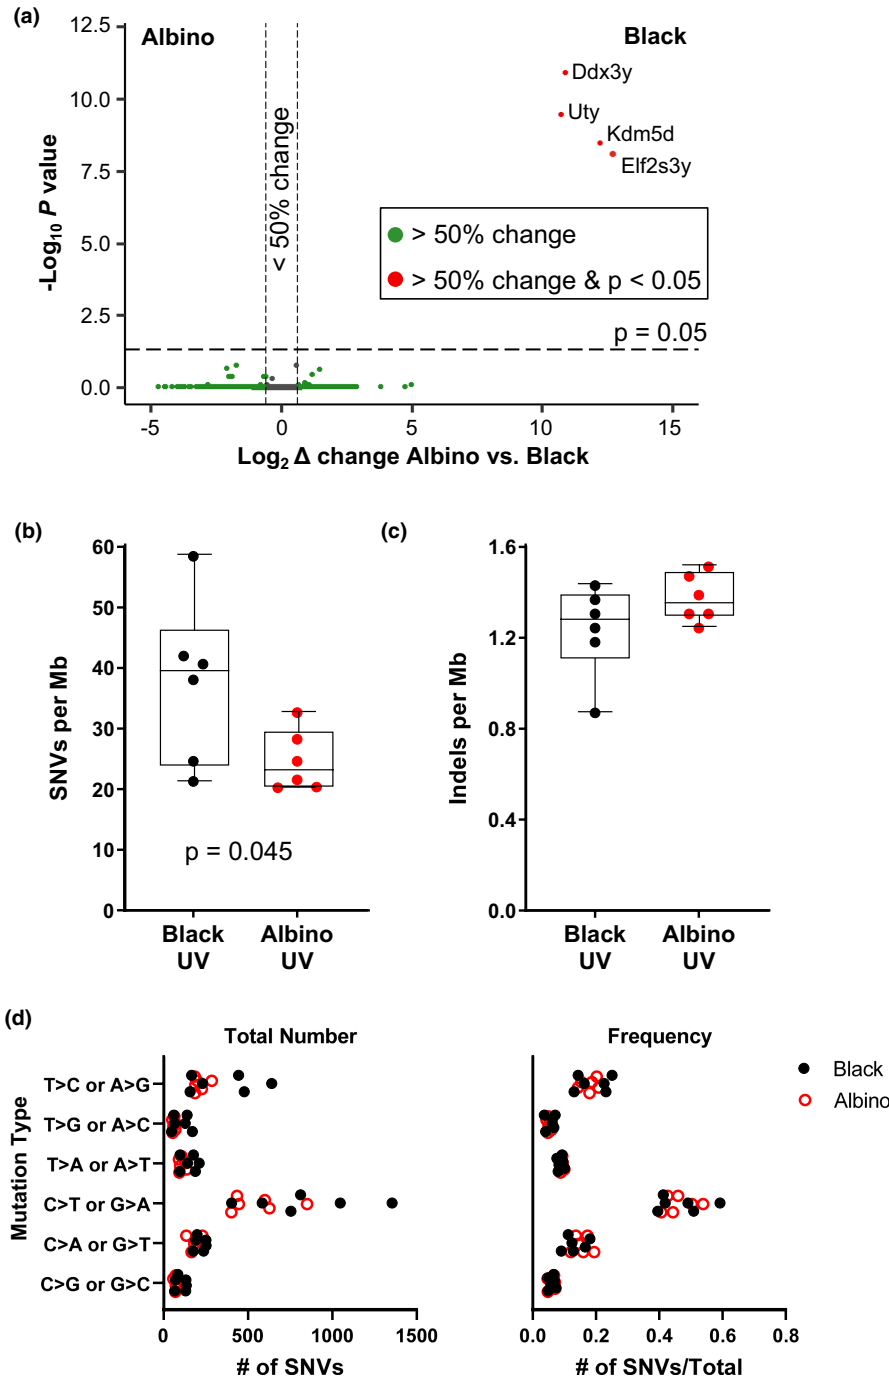 (a)
Albino
Black
12.5
10.0
7.5
5.0
2.5
0.0
-Log10 P value
< 50% change
Ddx3y
Uty
Kdm5d
Elf2s3y
> 50% change
> 50% change & p < 0.05
p = 0.05
-5 0 5 10 15
Log2 Δ change Albino vs. Black
(b)
60
50
40
30
20
10
0
SNVs per Mb
p = 0.045
Black UV
Albino UV
(c)
1.6
1.2
0.8
0.4
0.0
Indels per Mb
Black UV
Albino UV
(d)
Total Number
Mutation Type
T>C or A>G
T>G or A>C
T>A or A>T
C>T or G>A
C>A or G>T
C>G or G>C
0 500 1000 1500
# of SNVs
Frequency
0.0 0.2 0.4 0.6 0.8
# of SNVs/Total
Black
Albino